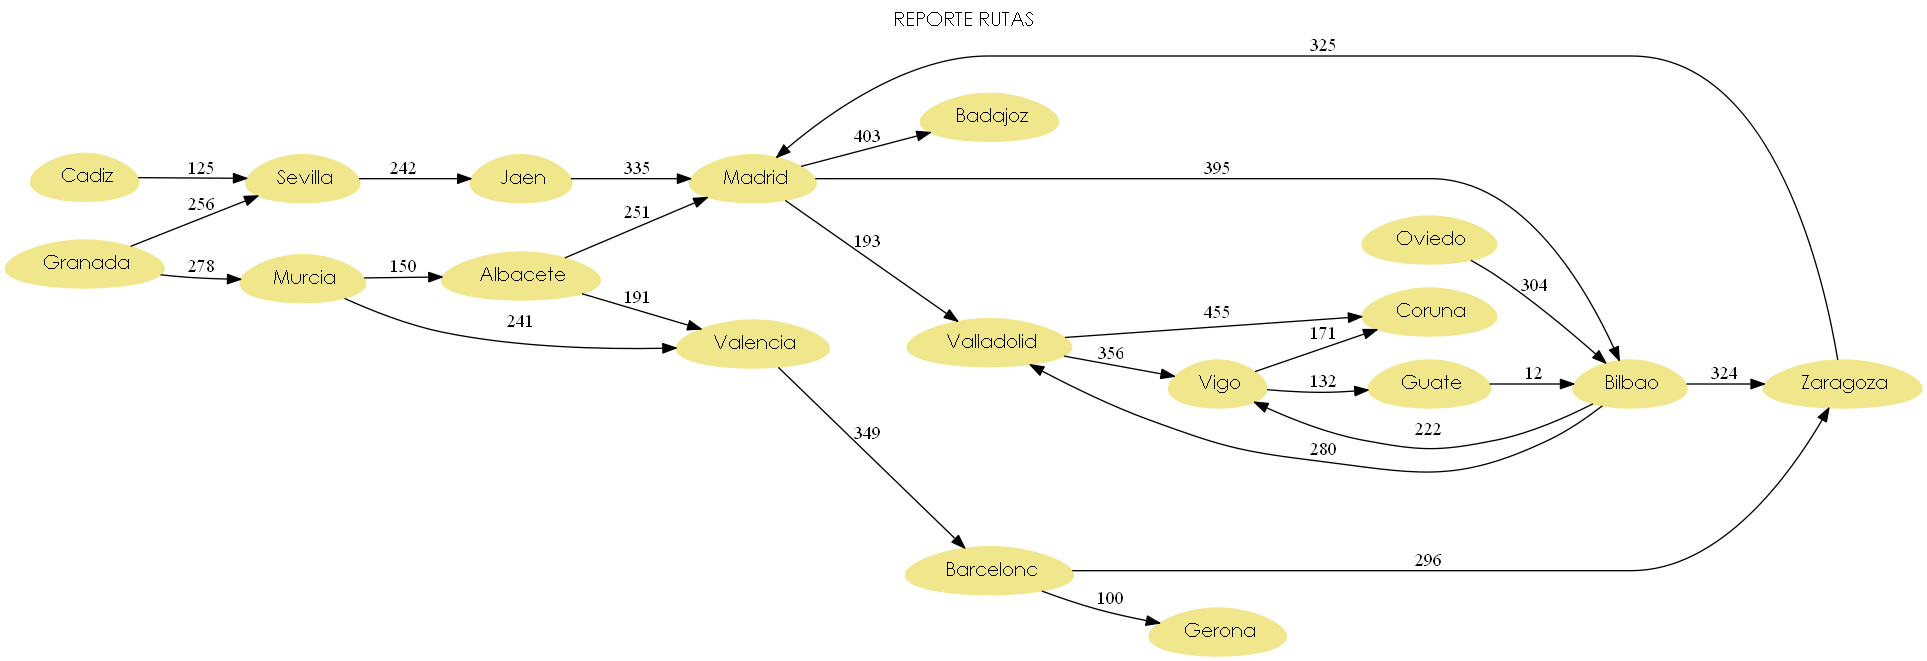 REPORTE RUTAS
325
Badajoz
403
Cadiz
125
Sevilla
242
Jaen
335
Madrid
395
256
251
193
Oviedo
Granada
278
Murcia
150
Albacete
304
191
241
Valencia
Valladolid
455
Coruna
171
356
Vigo
132
Guate
12
Bilbao
324
Zaragoza
222
280
349
Barcelonc
296
100
Gerona